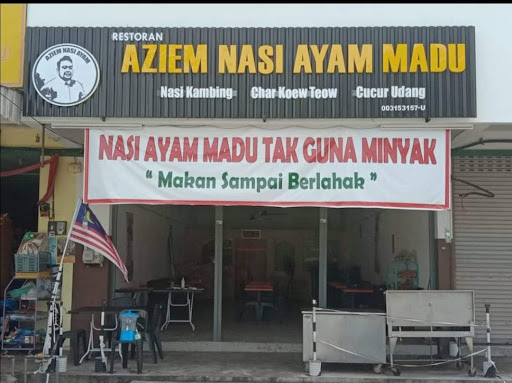 AZIEM NASI AYAM
RESTORAN
AZIEM NASI AYAM MADU
Nasi Kambing Char Koew Teow Cucur Udang
003153157-U
NASI AYAM MADU TAK GUNA MINYAK
" Makan Sampai Berlahak "